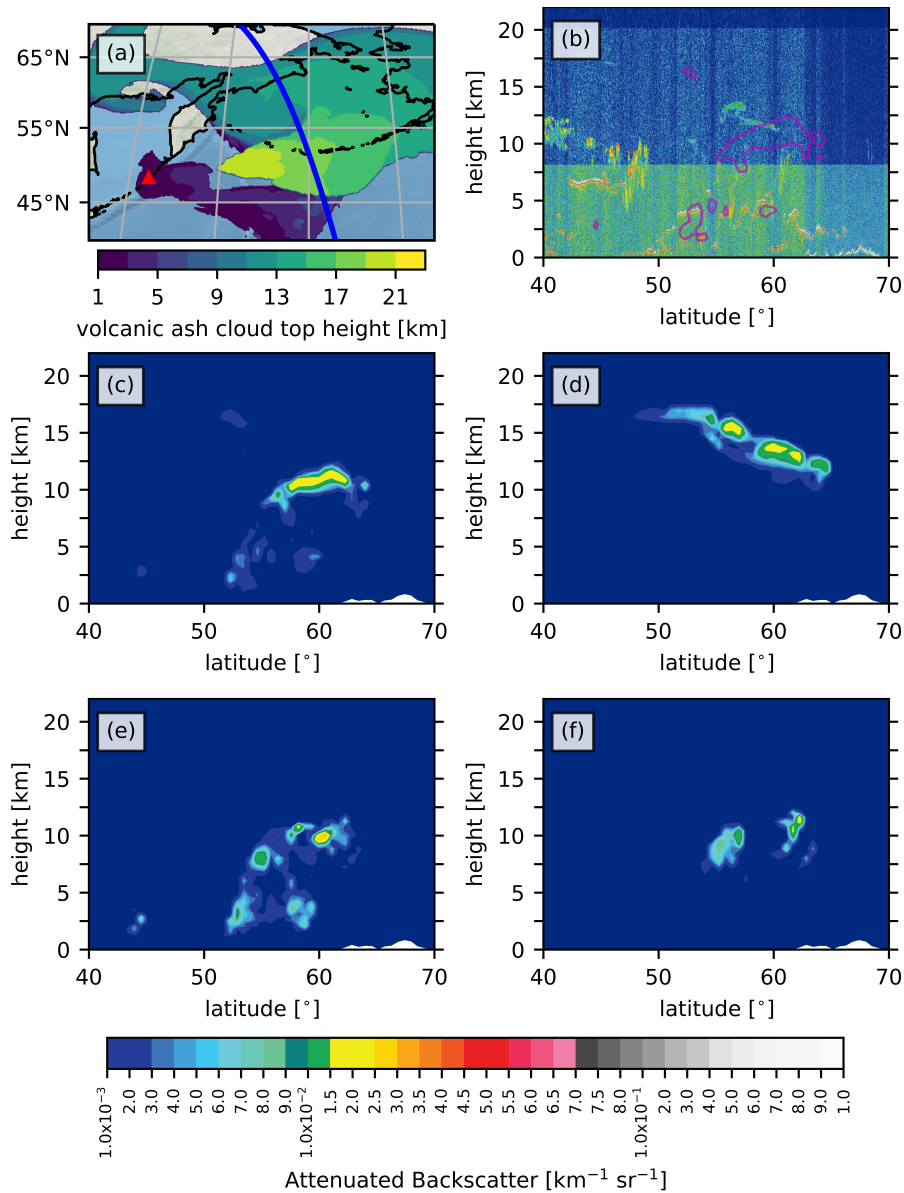 (a)
65°N
55°N
45°N
1 5 9 13 17 21
volcanic ash cloud top height [km]
(b)
height [km]
20
15
10
5
0
40 50 60 70
latitude [°]
(c)
height [km]
20
15
10
5
0
40 50 60 70
latitude [°]
(d)
height [km]
20
15
10
5
0
40 50 60 70
latitude [°]
(e)
height [km]
20
15
10
5
0
40 50 60 70
latitude [°]
(f)
height [km]
20
15
10
5
0
40 50 60 70
latitude [°]
1.0x10⁻³ 2.0 3.0 4.0 5.0 6.0 7.0 8.0 9.0 1.0x10⁻² 1.5 2.5 3.0 3.5 4.0 4.5 5.0 5.5 6.0 6.5 7.0 7.5 8.0 1.0x10⁻¹ 2.0 3.0 4.0 5.0 6.0 7.0 8.0 9.0 1.0
Attenuated Backscatter [km⁻¹ sr⁻¹]